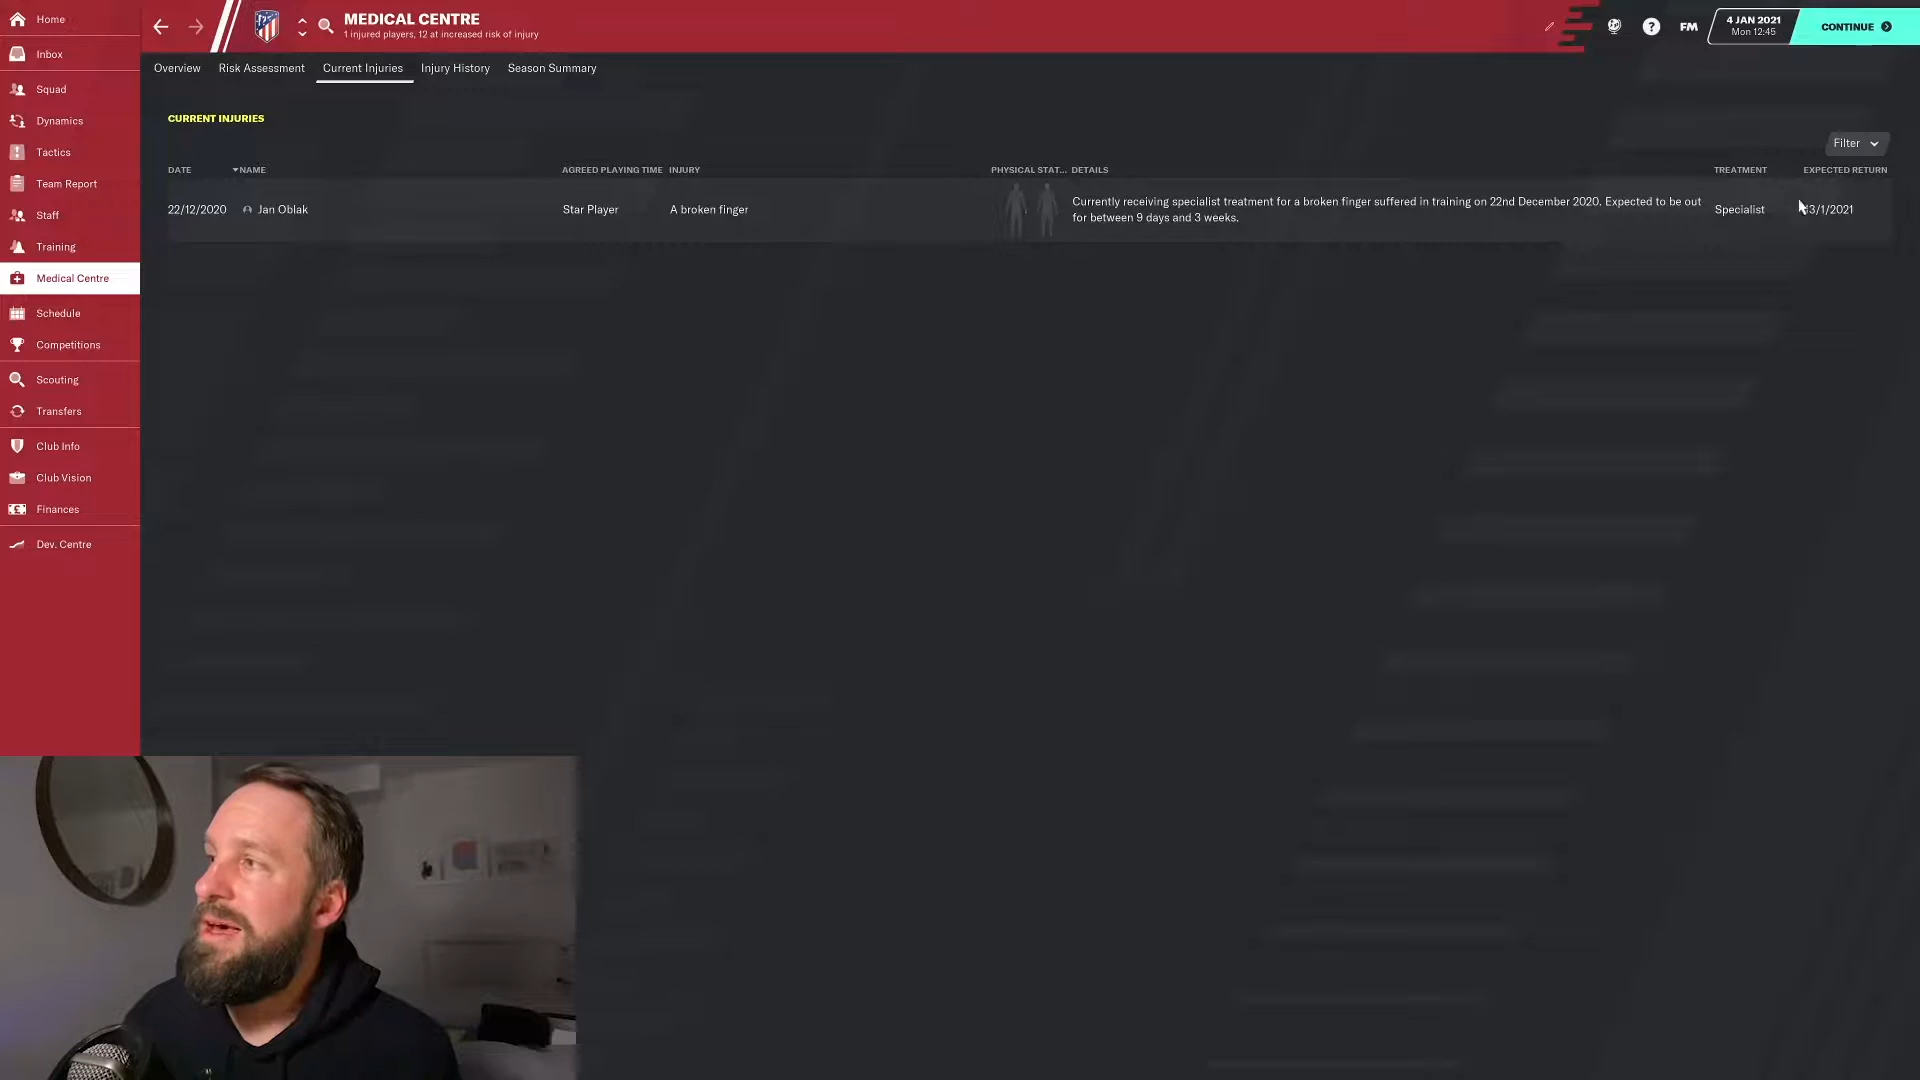 Home
MEDICAL CENTRE
1 injured players, 12 at increased risk of injury
FM
4 JAN 2021
Mon 12:45
CONTINUE
Inbox
Squad
Dynamics
Tactics
Team Report
Staff
Training
Medical Centre
Schedule
Competitions
Scouting
Transfers
Club Info
Club Vision
Finances
Dev. Centre
Overview
Risk Assessment
Current Injuries
Injury History
Season Summary
CURRENT INJURIES
Filter
DATE NAME AGREED PLAYING TIME INJURY PHYSICAL STAT... DETAILS TREATMENT EXPECTED RETURN
22/12/2020 Jan Oblak Star Player A broken finger Currently receiving specialist treatment for a broken finger suffered in training on 22nd December 2020. Expected to be out
for between 9 days and 3 weeks. Specialist 13/1/2021